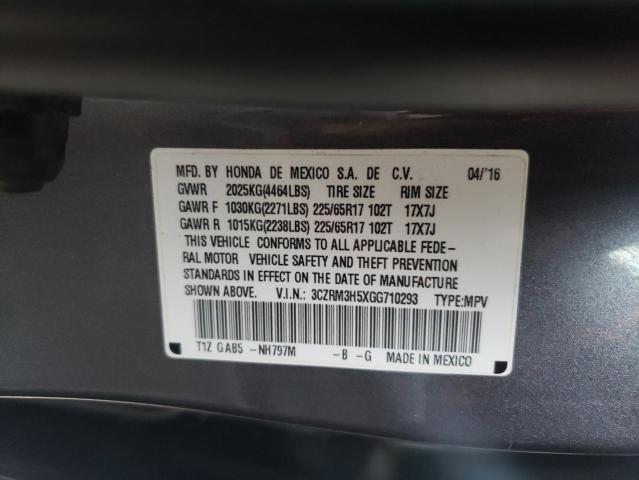 MFD. BY HONDA DE MEXICO S.A. DE C.V. 04/'16
GVWR 2025KG(4464LBS) TIRE SIZE RIM SIZE
GAWR F 1030KG(2271LBS) 225/65R17 102T 17X7J
GAWR R 1015KG(2238LBS) 225/65R17 102T 17X7J
THIS VEHICLE CONFORMS TO ALL APPLICABLE FEDE-
RAL MOTOR VEHICLE SAFETY AND THEFT PREVENTION
STANDARDS IN EFFECT ON THE DATE OF MANUFACTURE
SHOWN ABOVE. V.I.N.: 3CZRM3H5XGG710293 TYPE:MPV
T1Z GAB5 -NH797M -B -G MADE IN MEXICO